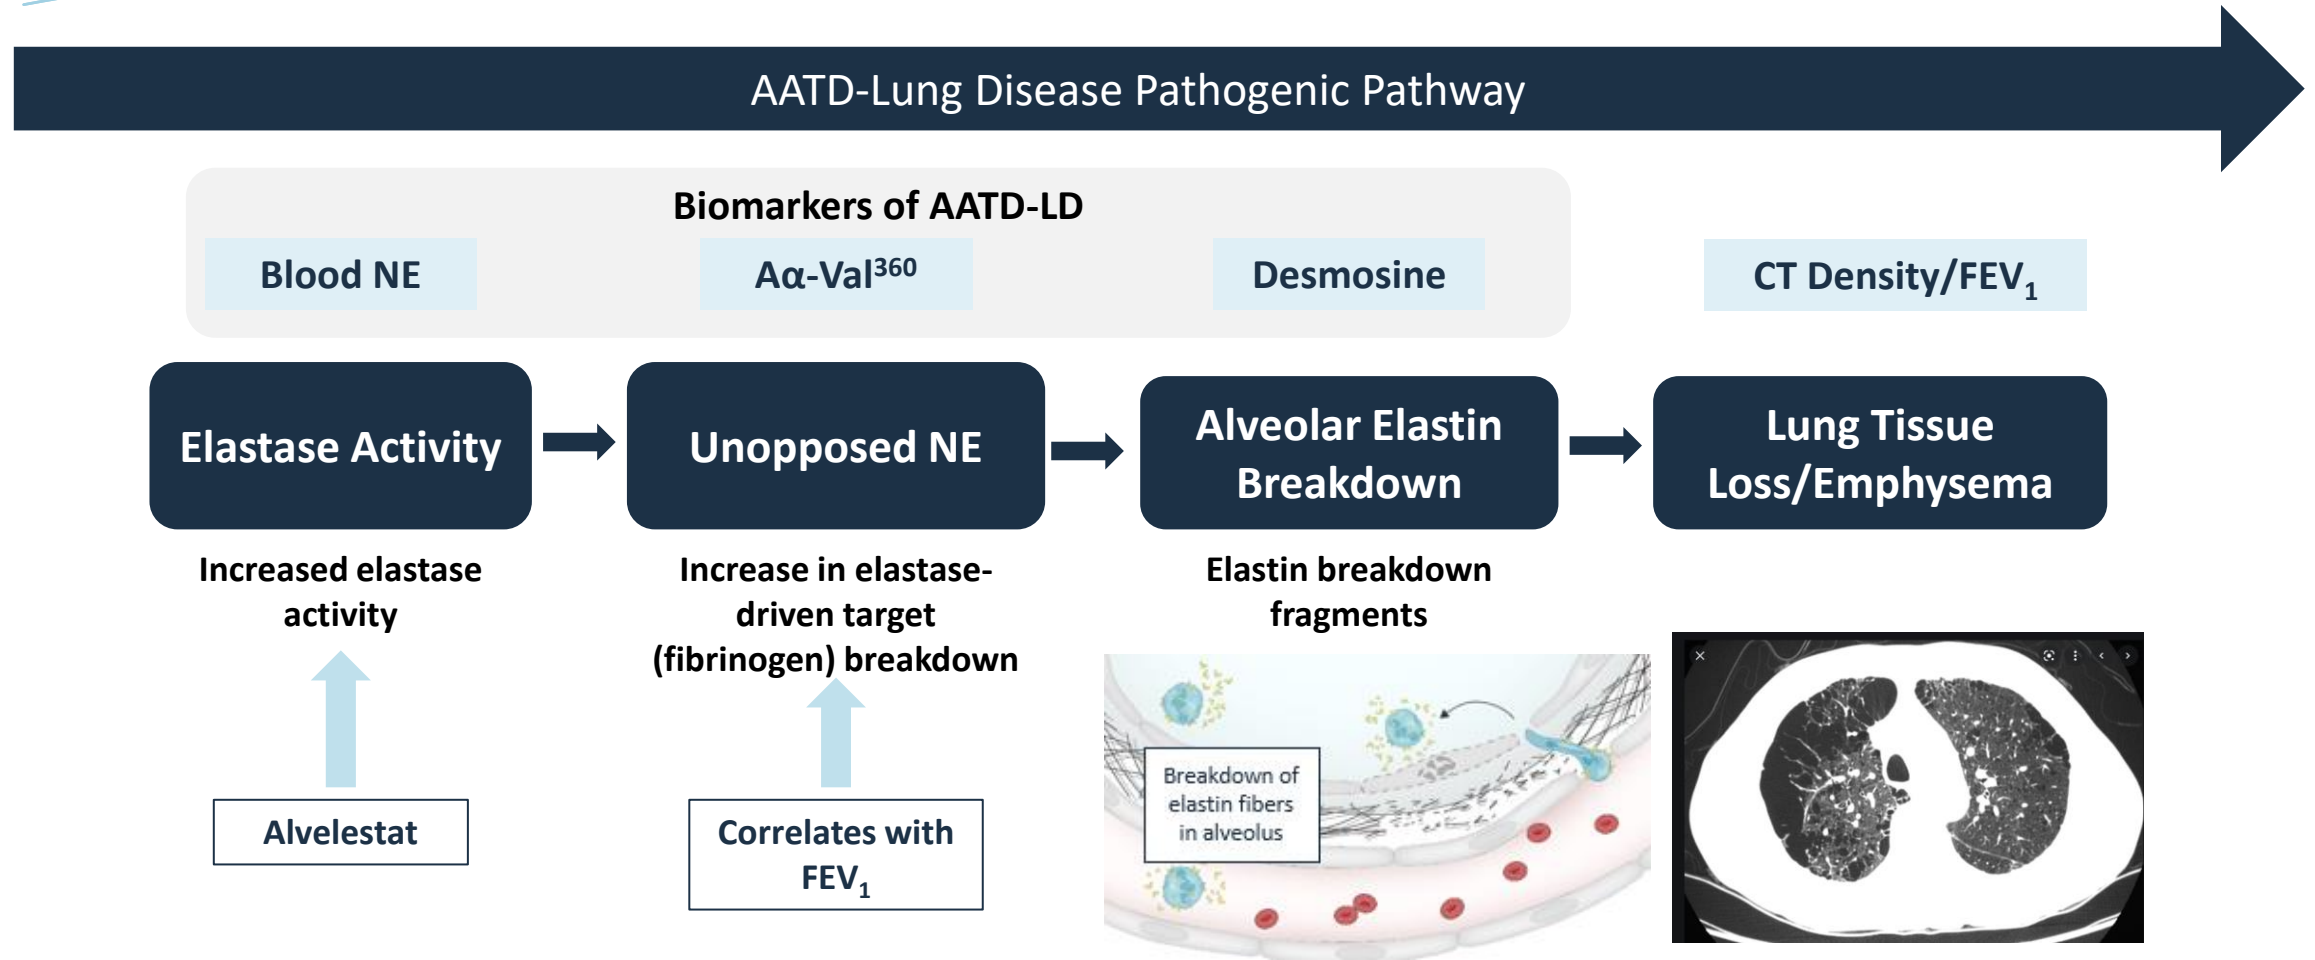 AATD-Lung Disease Pathogenic Pathway
Biomarkers of AATD-LD
Blood NE
Aα-Val³⁶⁰
Desmosine
CT Density/FEV₁
Elastase Activity
Unopposed NE
Alveolar Elastin
Breakdown
Lung Tissue
Loss/Emphysema
Increased elastase
activity
Increase in elastase-
driven target
(fibrinogen) breakdown
Elastin breakdown
fragments
Alvelestat
Correlates with
FEV₁
Breakdown of
elastin fibers
in alveolus